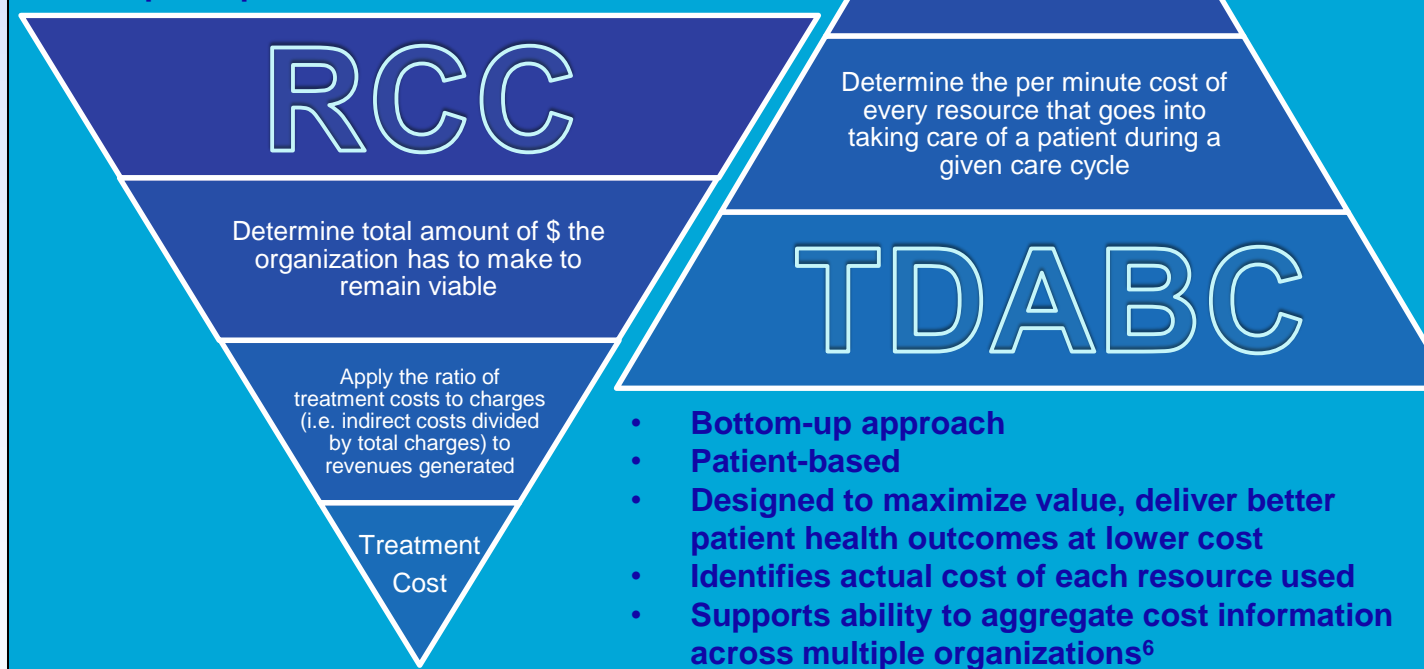 RCC
Determine total amount of $ the
organization has to make to
remain viable
Apply the ratio of
treatment costs to charges
(i.e. indirect costs divided
by total charges) to
revenues generated
Treatment
Cost
Determine the per minute cost of
every resource that goes into
taking care of a patient during a
given care cycle
TDABC
• Bottom-up approach
• Patient-based
• Designed to maximize value, deliver better
patient health outcomes at lower cost
• Identifies actual cost of each resource used
• Supports ability to aggregate cost information
across multiple organizations⁶